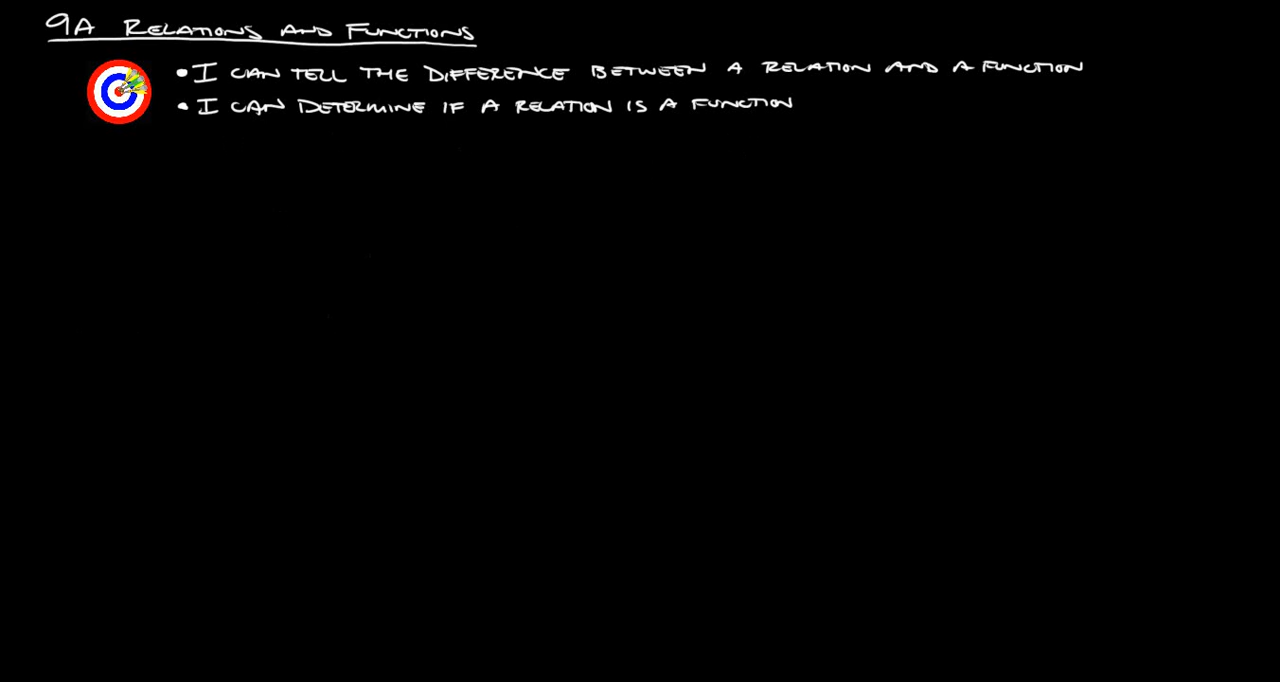 9A RELATIONS AND FUNCTIONS
• I CAN TELL THE DIFFERENCE BETWEEN A RELATION AND A FUNCTION
• I CAN DETERMINE IF A RELATION IS A FUNCTION